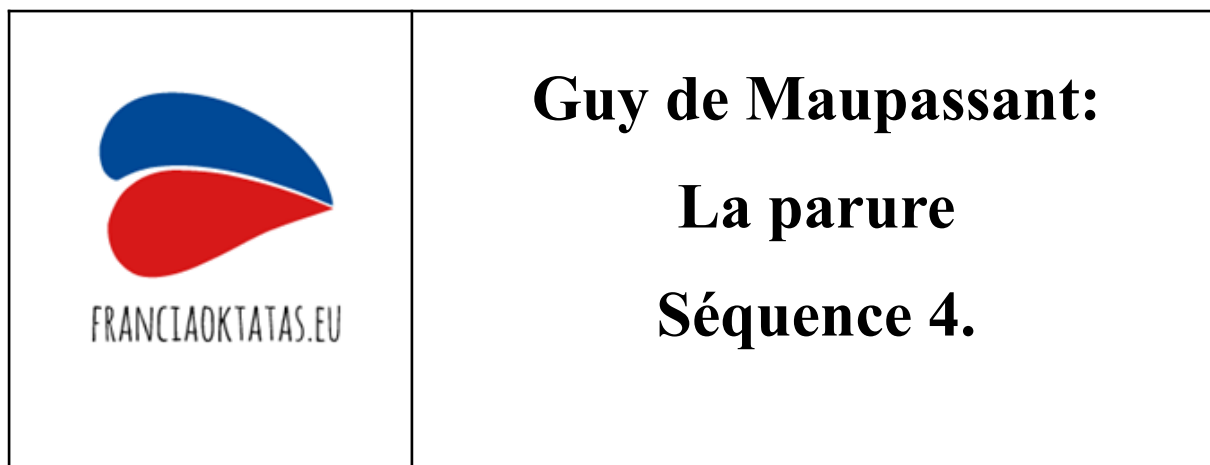 FRANCIAOKTATAS.EU
Guy de Maupassant:
La parure
Séquence 4.